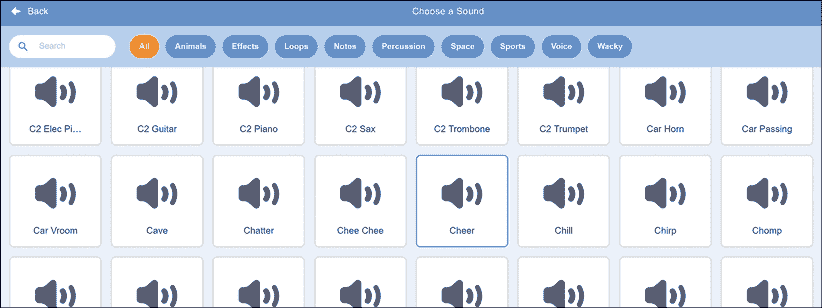 Back
Choose a Sound
Search
All Animals Effects Loops Notes Percussion Space Sports Voice Wacky
C2 Elec Pi... C2 Guitar C2 Piano C2 Sax C2 Trombone C2 Trumpet Car Horn Car Passing
Car Vroom Cave Chatter Chee Chee Cheer Chill Chirp Chomp